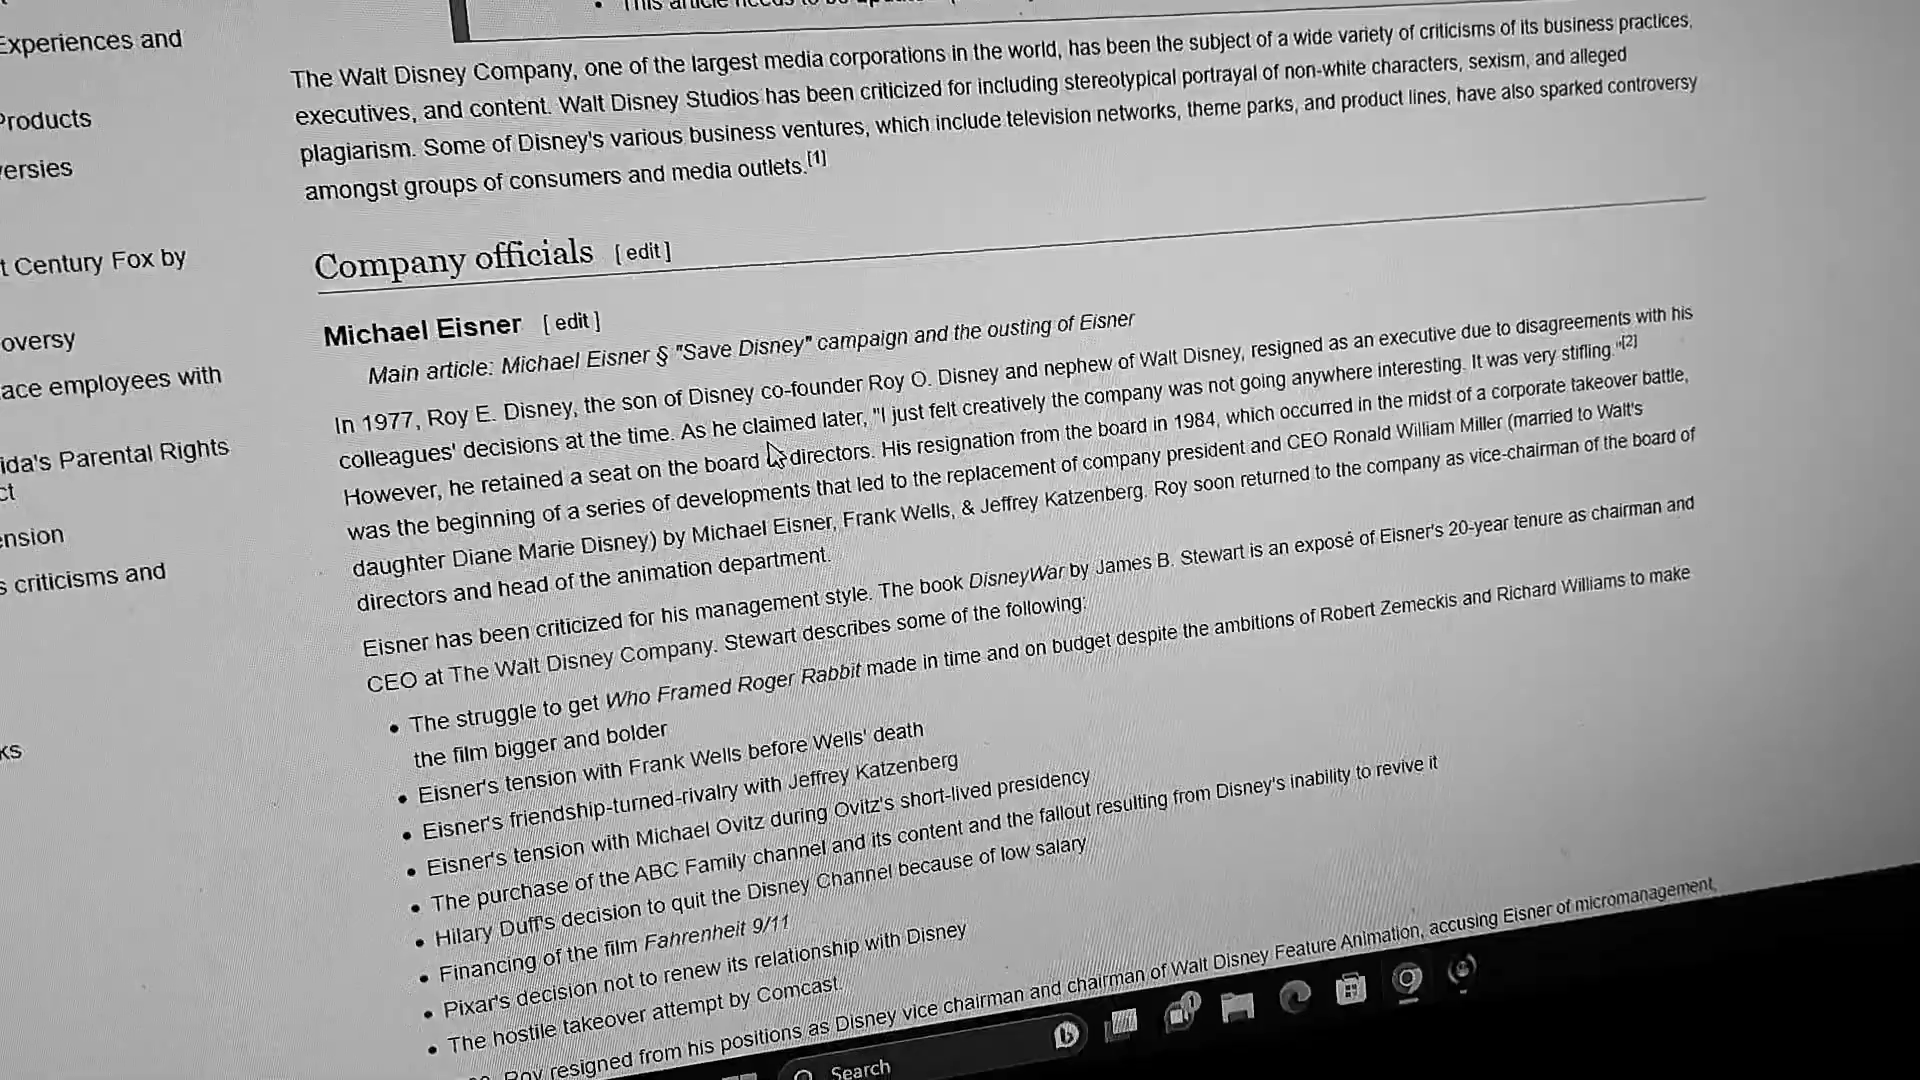 This article needs to be
Experiences and
Products
t Century Fox by
ace employees with
Parental Rights
criticisms and
The Walt Disney Company, one of the largest media corporations in the world, has been the subject of a wide variety of criticisms of its business practices,
executives, and content. Walt Disney Studios has been criticized for including stereotypical portrayal of non-white characters, sexism, and alleged
plagiarism. Some of Disney's various business ventures, which include television networks, theme parks, and product lines, have also sparked controversy
amongst groups of consumers and media outlets.[1]
Company officials [ edit ]
Michael Eisner [ edit ]
Main article: Michael Eisner § "Save Disney" campaign and the ousting of Eisner
In 1977, Roy E. Disney, the son of Disney co-founder Roy O. Disney and nephew of Walt Disney, resigned as an executive due to disagreements with his
colleagues' decisions at the time. As he claimed later, "I just felt creatively the company was not going anywhere interesting. It was very stifling."[2]
However, he retained a seat on the board directors. His resignation from the board in 1984, which occurred in the midst of a corporate takeover battle,
was the beginning of a series of developments that led to the replacement of company president and CEO Ronald William Miller (married to Walt's
daughter Diane Marie Disney) by Michael Eisner, Frank Wells, & Jeffrey Katzenberg. Roy soon returned to the company as vice-chairman of the board of
directors and head of the animation department.
Eisner has been criticized for his management style. The book DisneyWar by James B. Stewart is an exposé of Eisner's 20-year tenure as chairman and
CEO at The Walt Disney Company. Stewart describes some of the following:
• The struggle to get Who Framed Roger Rabbit made in time and on budget despite the ambitions of Robert Zemeckis and Richard Williams to make
the film bigger and bolder
• Eisner's tension with Frank Wells before Wells' death
• Eisner's friendship-turned-rivalry with Jeffrey Katzenberg
• Eisner's tension with Michael Ovitz during Ovitz's short-lived presidency
• The purchase of the ABC Family channel and its content and the fallout resulting from Disney's inability to revive it
• Hilary Duff's decision to quit the Disney Channel because of low salary
• Financing of the film Fahrenheit 9/11
• Pixar's decision not to renew its relationship with Disney
• The hostile takeover attempt by Comcast.
Roy resigned from his positions as Disney vice chairman and chairman of Walt Disney Feature Animation, accusing Eisner of micromanagement,
Search
1